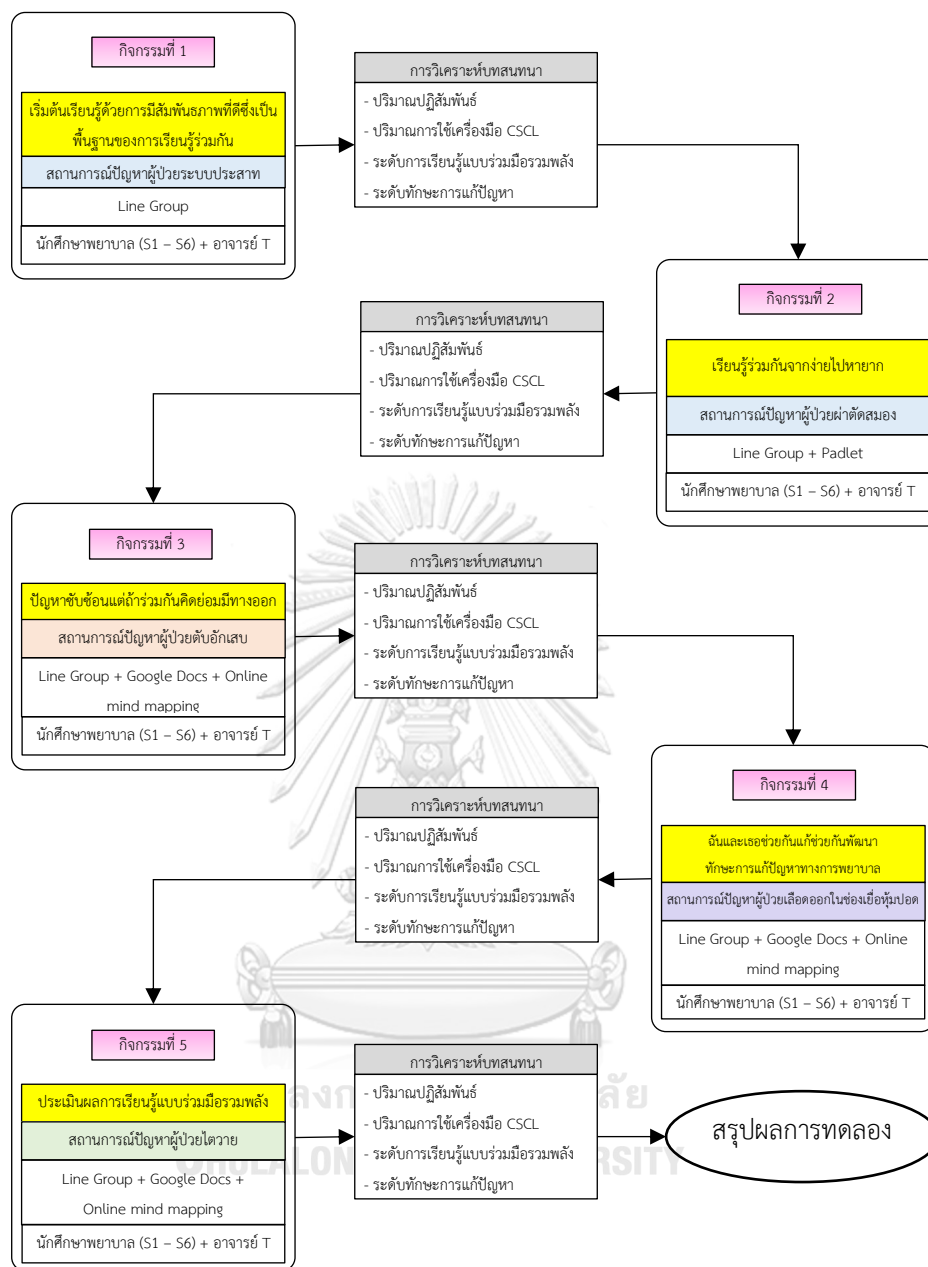 กิจกรรมที่ 1
เริ่มต้นเรียนรู้ด้วยการมีสัมพันธภาพที่ดีซึ่งเป็น
พื้นฐานของการเรียนรู้ร่วมกัน
สถานการณ์ปัญหาผู้ป่วยระบบประสาท
Line Group
นักศึกษาพยาบาล (S1 – S6) + อาจารย์ T
การวิเคราะห์บทสนทนา
- ปริมาณปฏิสัมพันธ์
- ปริมาณการใช้เครื่องมือ CSCL
- ระดับการเรียนรู้แบบร่วมมือรวมพลัง
- ระดับทักษะการแก้ปัญหา
กิจกรรมที่ 2
เรียนรู้ร่วมกันจากง่ายไปหายาก
สถานการณ์ปัญหาผู้ป่วยผ่าตัดสมอง
Line Group + Padlet
นักศึกษาพยาบาล (S1 – S6) + อาจารย์ T
การวิเคราะห์บทสนทนา
- ปริมาณปฏิสัมพันธ์
- ปริมาณการใช้เครื่องมือ CSCL
- ระดับการเรียนรู้แบบร่วมมือรวมพลัง
- ระดับทักษะการแก้ปัญหา
กิจกรรมที่ 3
ปัญหาซับซ้อนแต่ถ้าร่วมกันคิดย่อมมีทางออก
สถานการณ์ปัญหาผู้ป่วยตับอักเสบ
Line Group + Google Docs + Online
mind mapping
นักศึกษาพยาบาล (S1 – S6) + อาจารย์ T
การวิเคราะห์บทสนทนา
- ปริมาณปฏิสัมพันธ์
- ปริมาณการใช้เครื่องมือ CSCL
- ระดับการเรียนรู้แบบร่วมมือรวมพลัง
- ระดับทักษะการแก้ปัญหา
กิจกรรมที่ 4
ฉันและเธอช่วยกันแก้ช่วยกันพัฒนา
ทักษะการแก้ปัญหาทางการพยาบาล
สถานการณ์ปัญหาผู้ป่วยเลือดออกในช่องเยื่อหุ้มปอด
Line Group + Google Docs + Online
mind mapping
นักศึกษาพยาบาล (S1 – S6) + อาจารย์ T
การวิเคราะห์บทสนทนา
- ปริมาณปฏิสัมพันธ์
- ปริมาณการใช้เครื่องมือ CSCL
- ระดับการเรียนรู้แบบร่วมมือรวมพลัง
- ระดับทักษะการแก้ปัญหา
กิจกรรมที่ 5
ประเมินผลการเรียนรู้แบบร่วมมือรวมพลัง
สถานการณ์ปัญหาผู้ป่วยไตวาย
Line Group + Google Docs +
Online mind mapping
นักศึกษาพยาบาล (S1 – S6) + อาจารย์ T
การวิเคราะห์บทสนทนา
- ปริมาณปฏิสัมพันธ์
- ปริมาณการใช้เครื่องมือ CSCL
- ระดับการเรียนรู้แบบร่วมมือรวมพลัง
- ระดับทักษะการแก้ปัญหา
สรุปผลการทดลอง